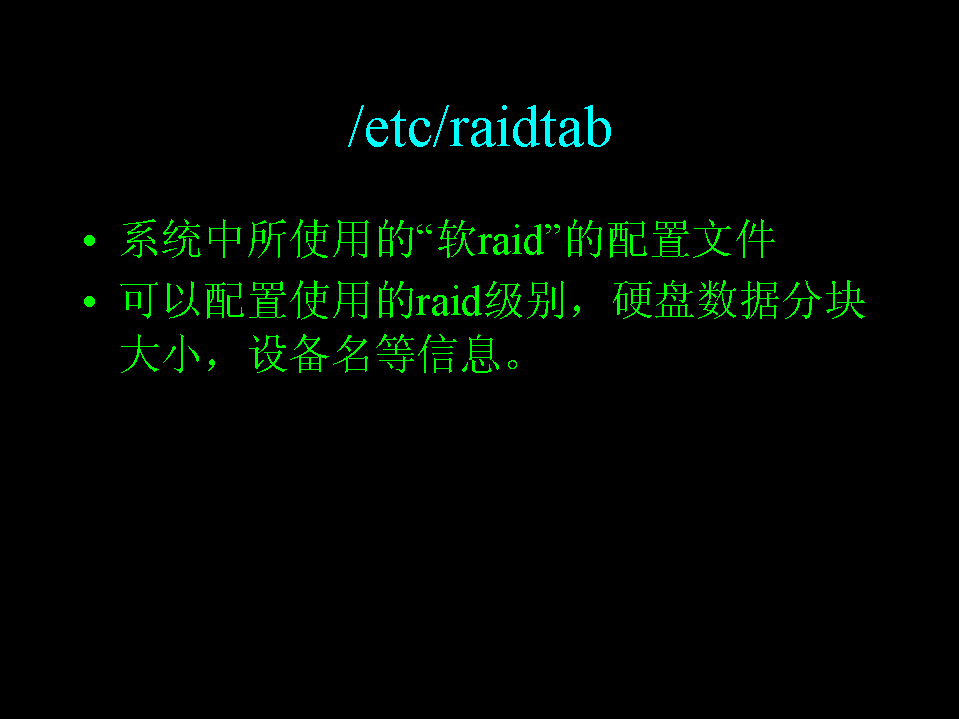 /etc/raidtab
• 系统中所使用的“软raid”的配置文件
• 可以配置使用的raid级别，硬盘数据分块
大小，设备名等信息。